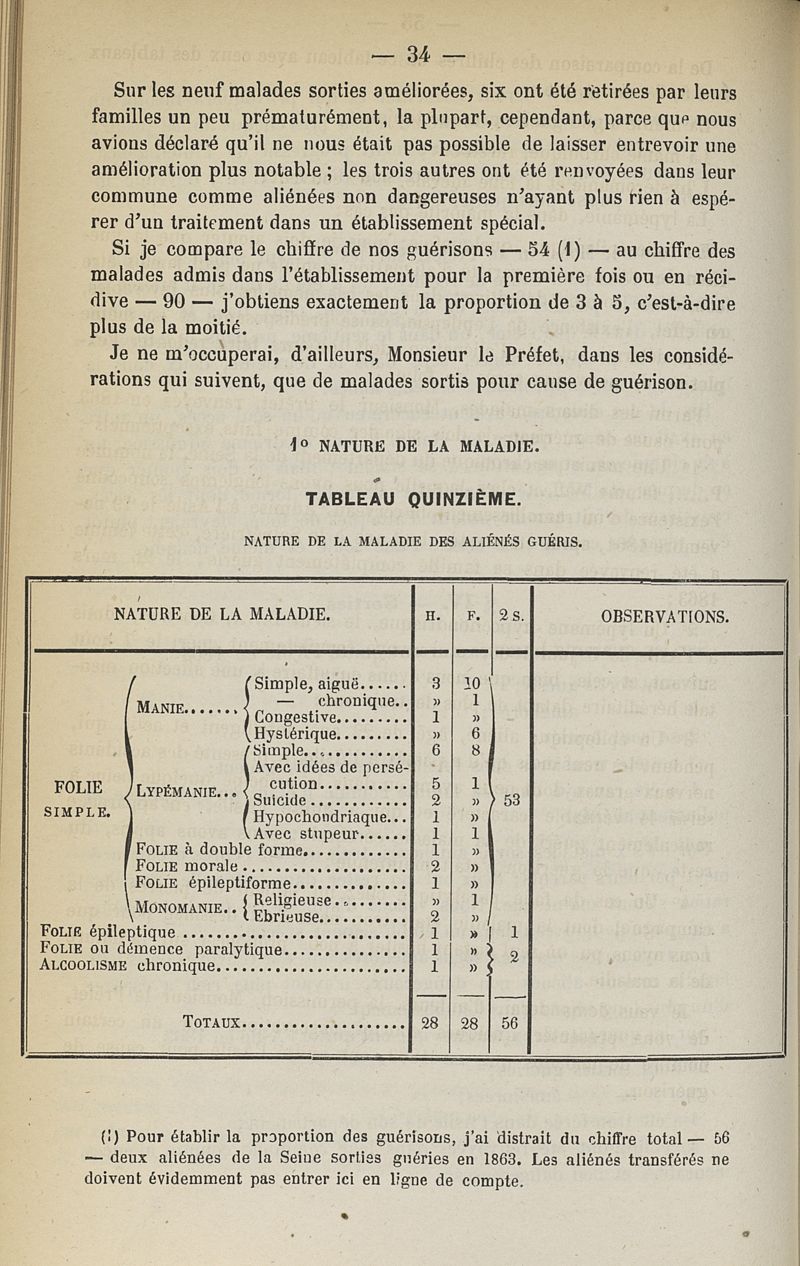 — 34 —
Sur les neuf malades sorties améliorées, six ont été retirées par leurs
familles un peu prématurément, la plupart, cependant, parce que nous
avions déclaré qu'il ne nous était pas possible de laisser entrevoir une
amélioration plus notable ; les trois autres ont été renvoyées dans leur
commune comme aliénées non dangereuses n'ayant plus rien à espé-
rer d'un traitement dans un établissement spécial.
Si je compare le chiffre de nos guérisons — 54 (1) — au chiffre des
malades admis dans l'établissement pour la première fois ou en réci-
dive — 90 — j'obtiens exactement la proportion de 3 à 5, c'est-à-dire
plus de la moitié.
Je ne m'occuperai, d'ailleurs, Monsieur le Préfet, dans les considé-
rations qui suivent, que de malades sortis pour cause de guérison.
1º NATURE DE LA MALADIE.
TABLEAU QUINZIÈME.
NATURE DE LA MALADIE DES ALIÉNÉS GUÉRIS.
NATURE DE LA MALADIE. H. F. 2 S. OBSERVATIONS.
FOLIE SIMPLE.
MANIE....... Simple, aiguë...... 3 10
— chronique.. » 1
Congestive......... 1 »
Hystérique......... » 6
LYPÉMANIE... Simple............. 6 8
Avec idées de persé-
cution........... 5 1
Suicide............ 2 » 53
Hypochondriaque... 1 »
Avec stupeur...... 1 1
FOLIE à double forme............. 1 »
FOLIE morale.................... 2 »
FOLIE épileptiforme.............. 1 »
MONOMANIE.. Religieuse......... » 1
Ebrieuse........... 2 »
FOLIE épileptique........................... 1 » 1
FOLIE ou démence paralytique............... 1 » 2
ALCOOLISME chronique....................... 1 »
TOTAUX.................... 28 28 56
(1) Pour établir la proportion des guérisons, j'ai distrait du chiffre total — 56
— deux aliénées de la Seine sorties guéries en 1863. Les aliénés transférés ne
doivent évidemment pas entrer ici en ligne de compte.